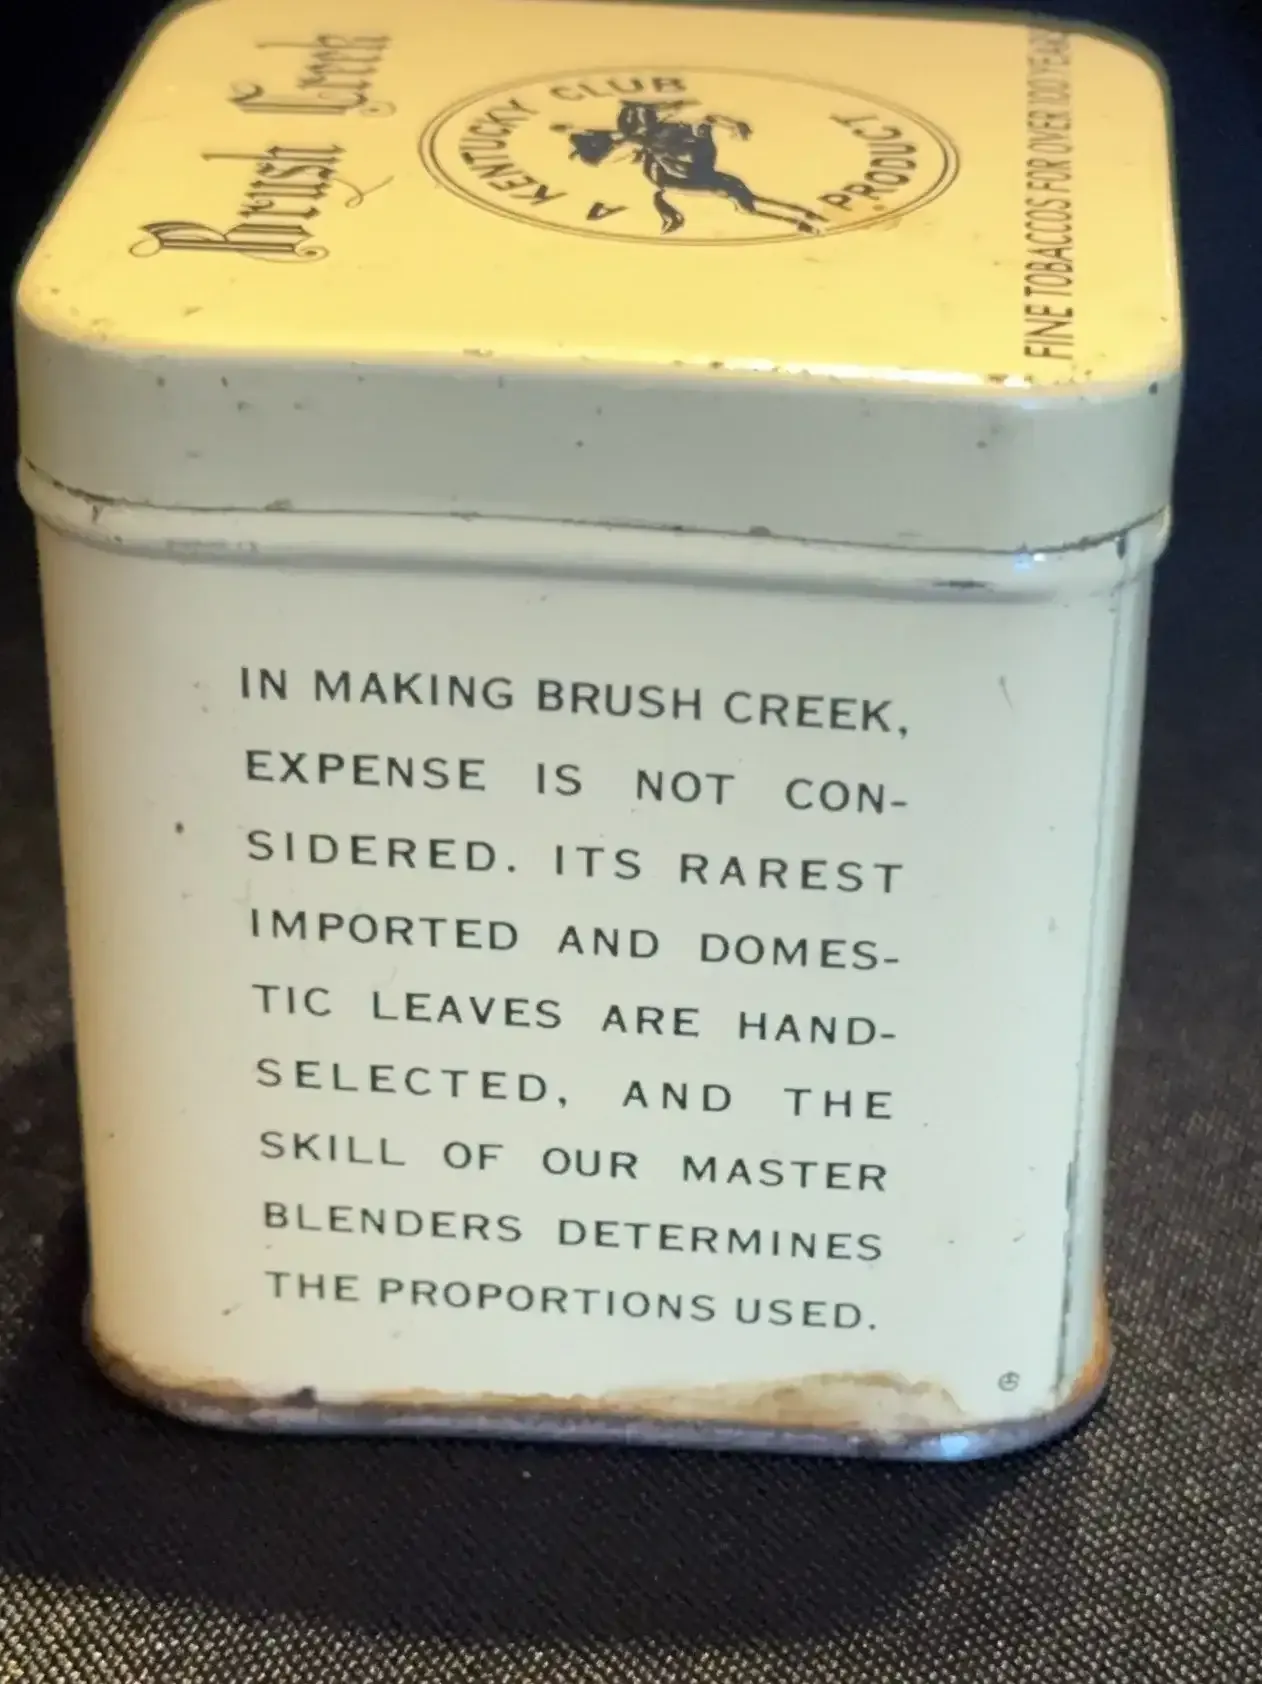 Brush Creek
A KENTUCKY CLUB PRODUCT
FINE TOBACCOS FOR OVER 100 YEARS
IN MAKING BRUSH CREEK,
EXPENSE IS NOT CON-
SIDERED. ITS RAREST
IMPORTED AND DOMES-
TIC LEAVES ARE HAND-
SELECTED, AND THE
SKILL OF OUR MASTER
BLENDERS DETERMINES
THE PROPORTIONS USED.